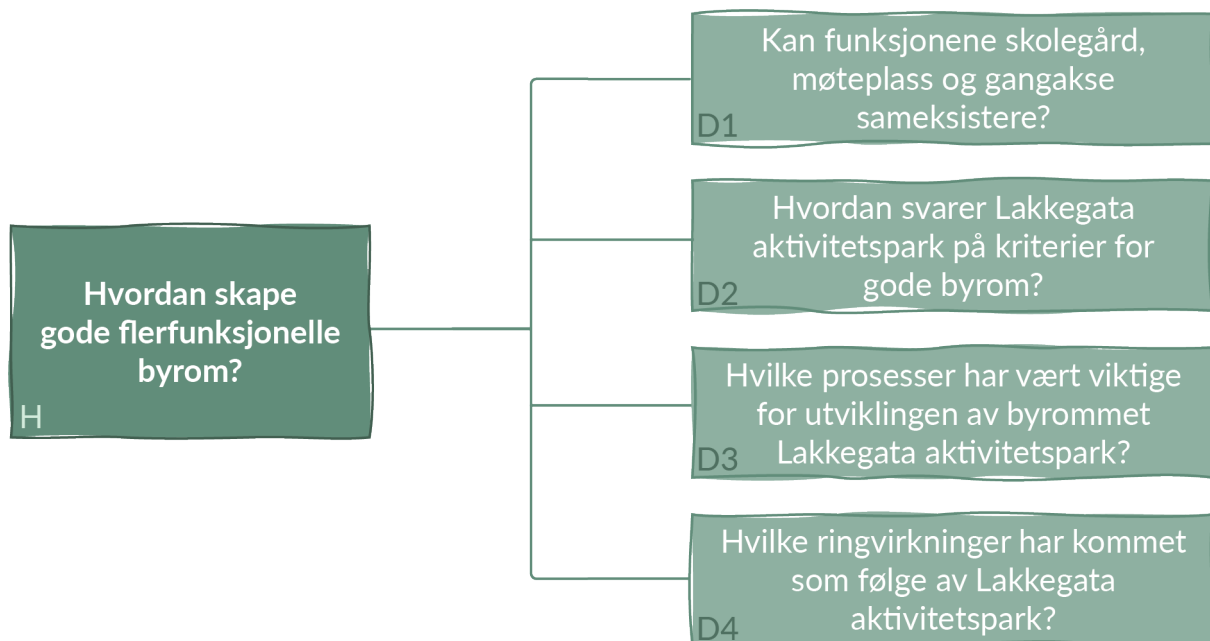 Hvordan skape
gode flerfunksjonelle
byrom?
H
Kan funksjonene skolegård,
møteplass og gangakse
sameksistere?
D1
Hvordan svarer Lakkegata
aktivitetspark på kriterier for
gode byrom?
D2
Hvilke prosesser har vært viktige
for utviklingen av byrommet
Lakkegata aktivitetspark?
D3
Hvilke ringvirkninger har kommet
som følge av Lakkegata
aktivitetspark?
D4